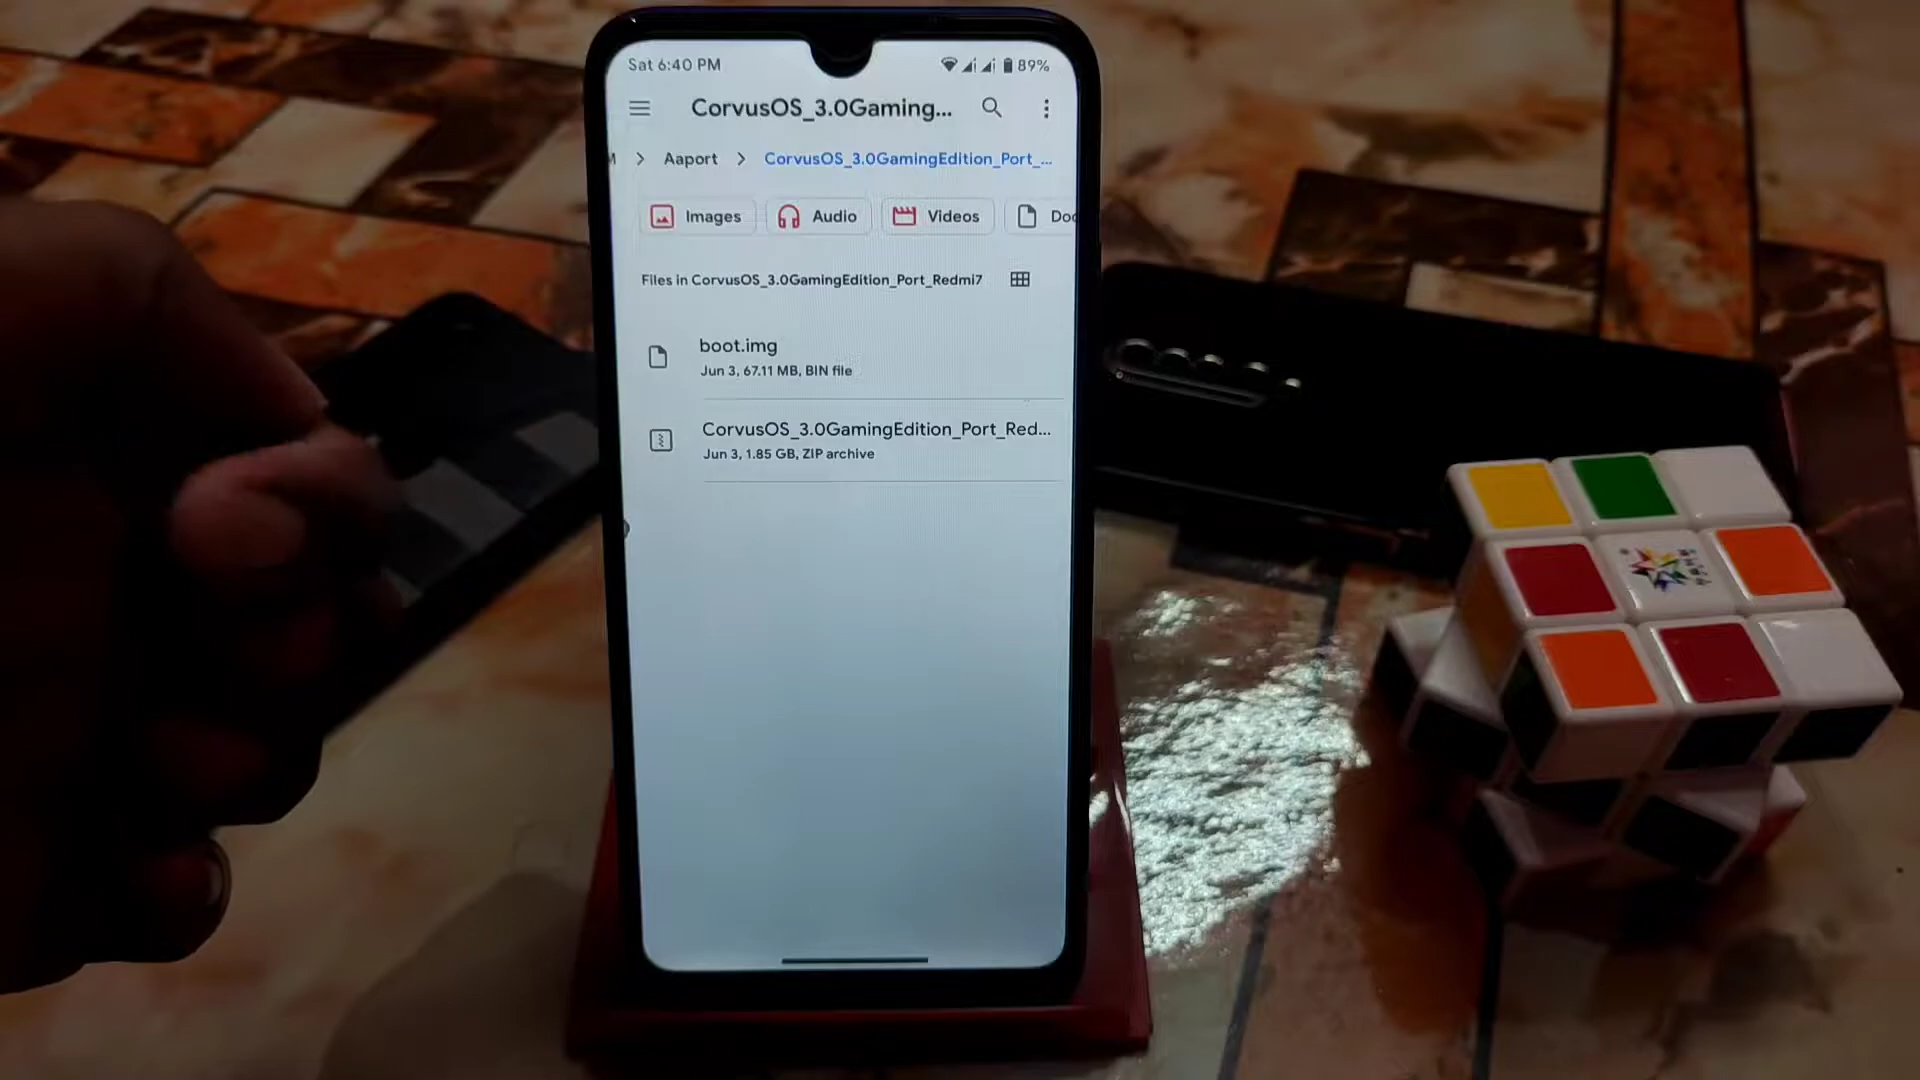 Sat 6:40 PM
89%
CorvusOS_3.0Gaming...
Aaport
CorvusOS_3.0GamingEdition_Port_...
Images
Audio
Videos
Doc
Files in CorvusOS_3.0GamingEdition_Port_Redmi7
boot.img
Jun 3, 67.11 MB, BIN file
CorvusOS_3.0GamingEdition_Port_Red...
Jun 3, 1.85 GB, ZIP archive